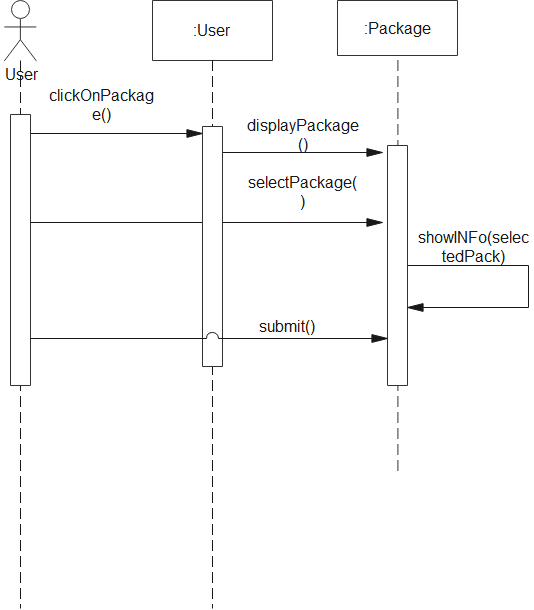 :User
:Package
User
clickOnPackag
e()
displayPackage
()
selectPackage(
)
showINFo(selec
tedPack)
submit()